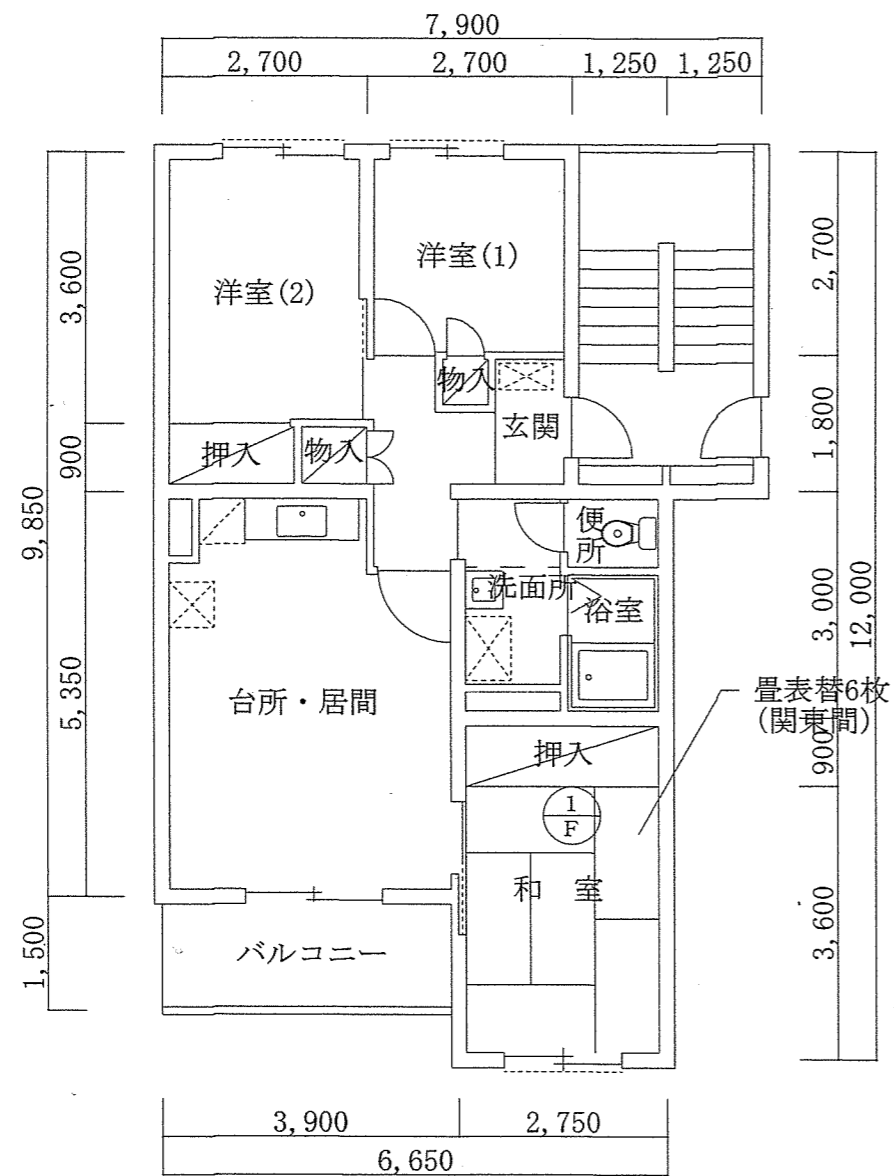 7,900
2,700
2,700
1,250
1,250
3,600
900
9,850
5,350
1,500
2,700
1,800
3,000
12,000
900
3,600
洋室(1)
洋室(2)
物入
玄関
押入
物入
便
所
洗面所
浴室
台所・居間
畳表替6枚
(関東間)
押入
1
F
和 室
バルコニー
3,900
2,750
6,650